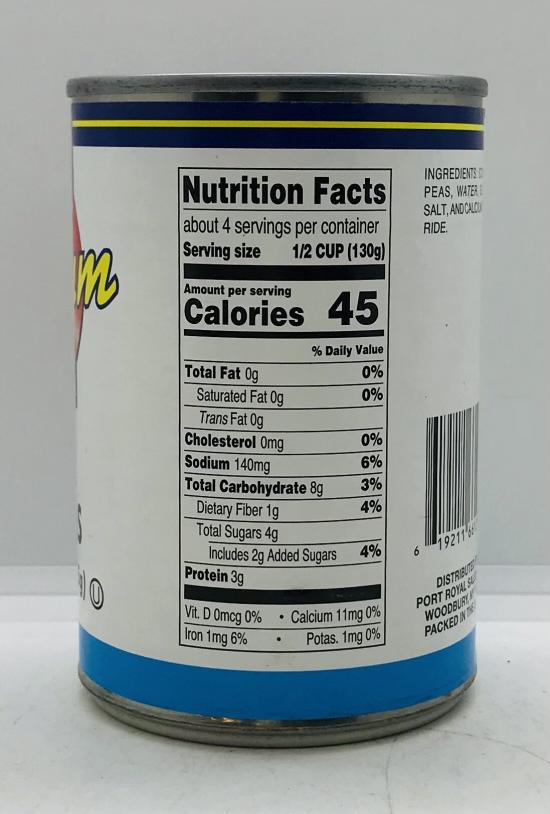 m
S
Nutrition Facts
about 4 servings per container
Serving size 1/2 CUP (130g)
Amount per serving
Calories 45
% Daily Value
Total Fat 0g 0%
Saturated Fat 0g 0%
Trans Fat 0g
Cholesterol 0mg 0%
Sodium 140mg 6%
Total Carbohydrate 8g 3%
Dietary Fiber 1g 4%
Total Sugars 4g
Includes 2g Added Sugars 4%
Protein 3g
Vit. D 0mcg 0% • Calcium 11mg 0%
Iron 1mg 6% • Potas. 1mg 0%
g) U
INGREDIENTS:
PEAS, WATER,
SALT, AND
RIDE.
6 19211
PORT ROYAL
WOODBURY,
PACKED IN